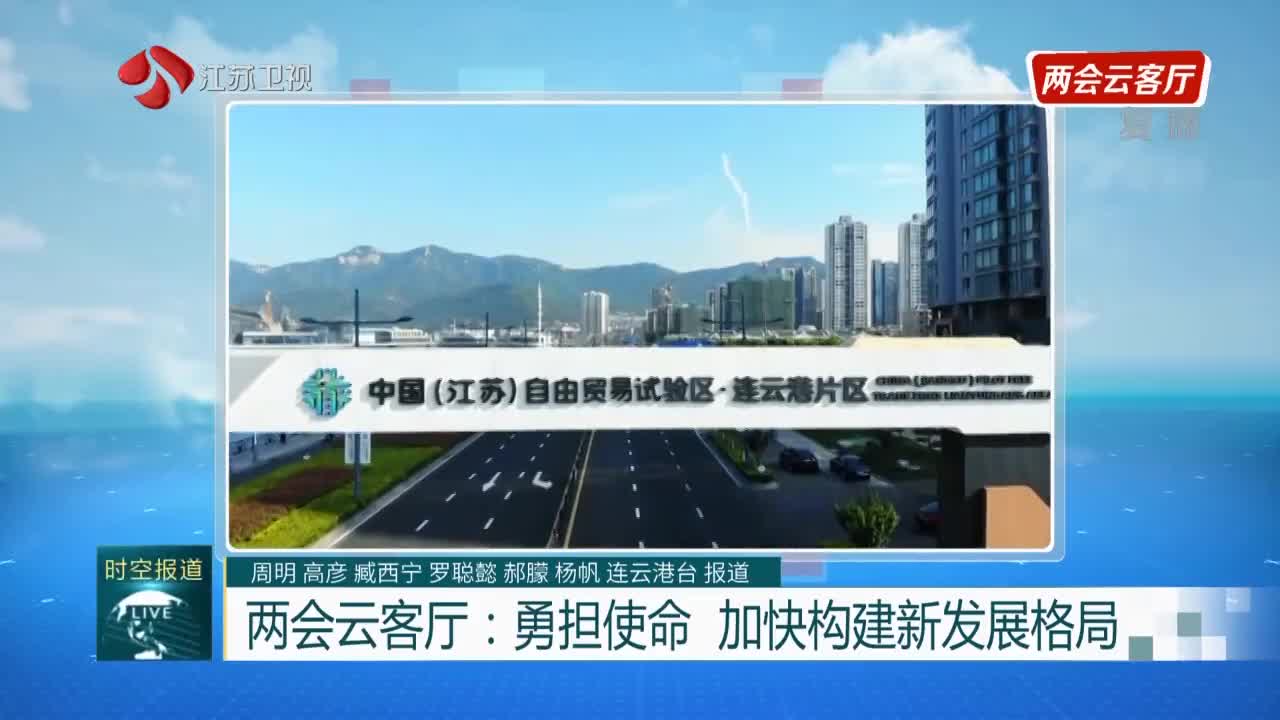 江苏卫视
两会云客厅
中国(江苏)自由贸易试验区·连云港片区
时空报道
LIVE
周明 高彦 臧西宁 罗聪懿 郝朦 杨帆 连云港台 报道
两会云客厅：勇担使命 加快构建新发展格局